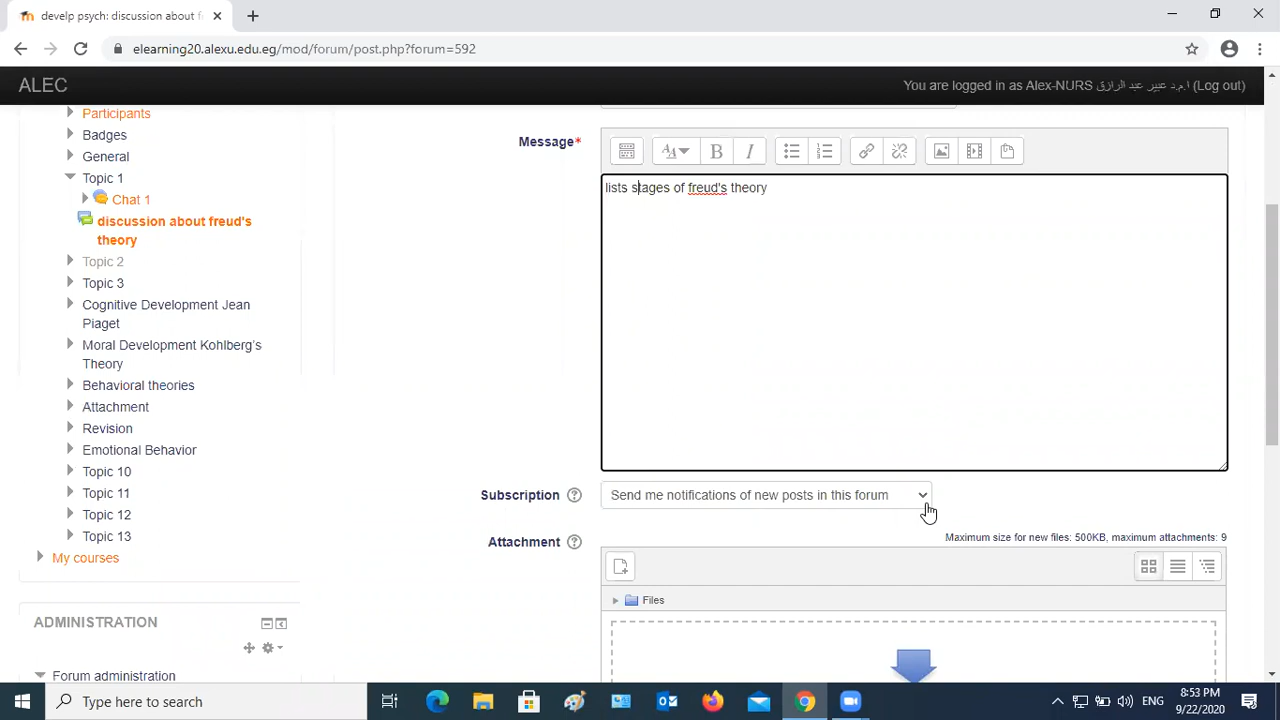 develp psych: discussion about f
elearning20.alexu.edu.eg/mod/forum/post.php?forum=592
ALEC
You are logged in as Alex-NURS ا.م.د عبير عبد الرازق (Log out)
Participants
Badges
General
Topic 1
Chat 1
discussion about freud's
theory
Topic 2
Topic 3
Cognitive Development Jean
Piaget
Moral Development Kohlberg's
Theory
Behavioral theories
Attachment
Revision
Emotional Behavior
Topic 10
Topic 11
Topic 12
Topic 13
My courses
ADMINISTRATION
Forum administration
Message*
lists stages of freud's theory
Subscription
Send me notifications of new posts in this forum
Attachment
Maximum size for new files: 500KB, maximum attachments: 9
Files
Type here to search
ENG
8:53 PM
9/22/2020